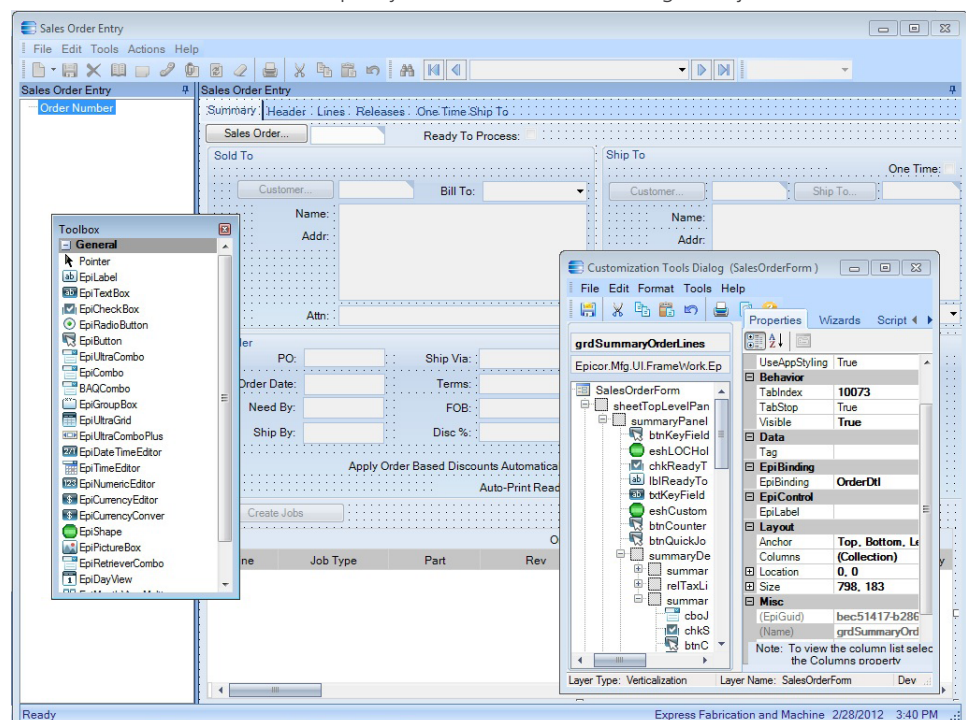 Sales Order Entry
File Edit Tools Actions Help
Sales Order Entry
Sales Order Entry
Order Number
Summary Header Lines Releases One Time Ship To
Sales Order...
Ready To Process:
Sold To
Ship To
One Time:
Customer...
Bill To:
Customer...
Ship To...
Name:
Name:
Addr:
Addr:
Attn:
PO:
Ship Via:
Order Date:
Terms:
Need By:
FOB:
Ship By:
Disc %:
Apply Order Based Discounts Automatica
Auto-Print Read
Create Jobs
Job Type Part Rev
Toolbox
General
Pointer
EpiLabel
EpiTextBox
EpiCheckBox
EpiRadioButton
EpiButton
EpiUltraCombo
EpiCombo
BAQCombo
EpiGroupBox
EpiUltraGrid
EpiUltraComboPlus
EpiDateTimeEditor
EpiTimeEditor
EpiNumericEditor
EpiCurrencyEditor
EpiCurrencyConver
EpiShape
EpiPictureBox
EpiRetrieverCombo
EpiDayView
Customization Tools Dialog (SalesOrderForm )
File Edit Format Tools Help
Properties Wizards Script
grdSummaryOrderLines
Epicor.Mfg.UI.FrameWork.Ep
SalesOrderForm
sheetTopLevelPan
summaryPanel
btnKeyField
eshLOCHol
chkReadyT
lblReadyTo
txtKeyField
eshCustom
btnCounter
btnQuickJo
summaryDe
summar
relTaxLi
summar
cboJ
chkS
btnC
UseAppStyling True
Behavior
TabIndex 10073
TabStop True
Visible True
Data
Tag
EpiBinding
EpiBinding OrderDtl
EpiControl
EpiLabel
Layout
Anchor Top, Bottom, Le
Columns (Collection)
Location 0, 0
Size 798, 183
Misc
(EpiGuid) bec51417-b286
(Name) grdSummaryOrd
Note: To view the column list selec
the Columns property
Layer Type: Verticalization Layer Name: SalesOrderForm Dev
Ready
Express Fabrication and Machine 2/28/2012 3:40 PM